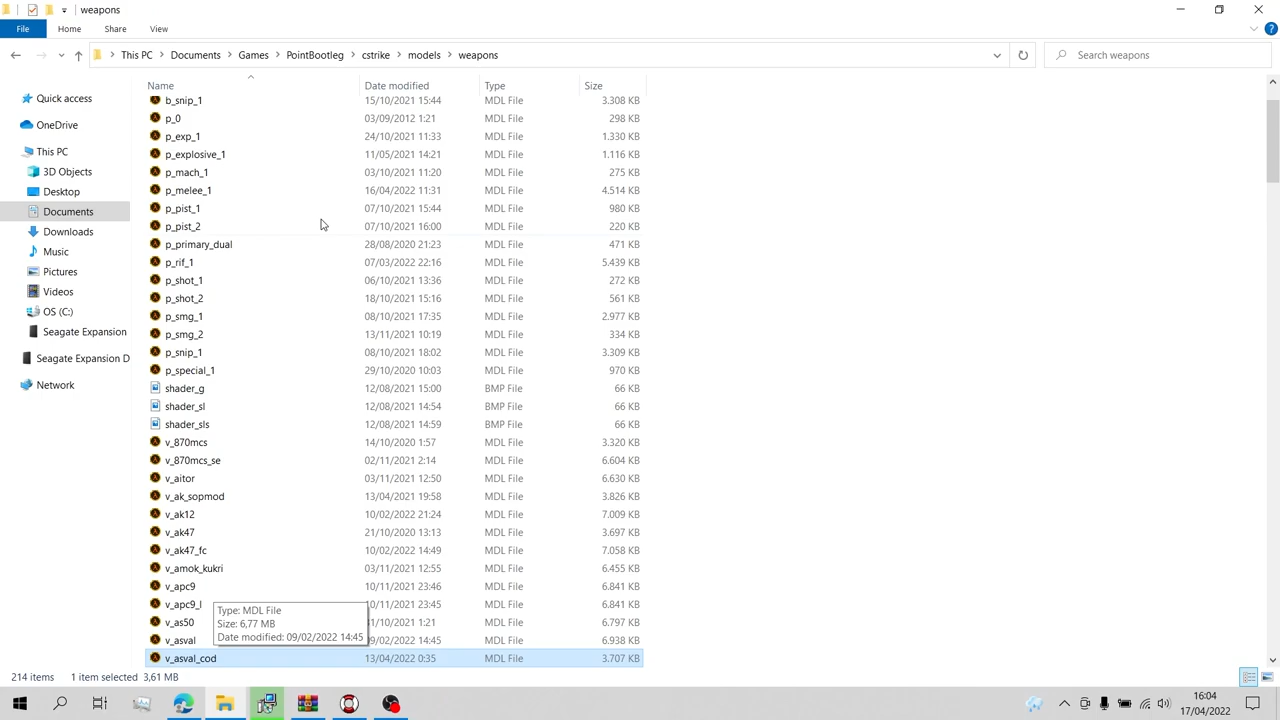 weapons
File Home Share View
This PC Documents Games PointBootleg cstrike models weapons
Search weapons
Name Date modified Type Size
Quick access
OneDrive
This PC
3D Objects
Desktop
Documents
Downloads
Music
Pictures
Videos
OS (C:)
Seagate Expansion
Seagate Expansion D
Network
b_snip_1 15/10/2021 15:44 MDL File 3.308 KB
p_0 03/09/2012 1:21 MDL File 298 KB
p_exp_1 24/10/2021 11:33 MDL File 1.330 KB
p_explosive_1 11/05/2021 14:21 MDL File 1.116 KB
p_mach_1 03/10/2021 11:20 MDL File 275 KB
p_melee_1 16/04/2022 11:31 MDL File 4.514 KB
p_pist_1 07/10/2021 15:44 MDL File 980 KB
p_pist_2 07/10/2021 16:00 MDL File 220 KB
p_primary_dual 28/08/2020 21:23 MDL File 471 KB
p_rif_1 07/03/2022 22:16 MDL File 5.439 KB
p_shot_1 06/10/2021 13:36 MDL File 272 KB
p_shot_2 18/10/2021 15:16 MDL File 561 KB
p_smg_1 08/10/2021 17:35 MDL File 2.977 KB
p_smg_2 13/11/2021 10:19 MDL File 334 KB
p_snip_1 08/10/2021 18:02 MDL File 3.309 KB
p_special_1 29/10/2020 10:03 MDL File 970 KB
shader_g 12/08/2021 15:00 BMP File 66 KB
shader_sl 12/08/2021 14:54 BMP File 66 KB
shader_sls 12/08/2021 14:59 BMP File 66 KB
v_870mcs 14/10/2020 1:57 MDL File 3.320 KB
v_870mcs_se 02/11/2021 2:14 MDL File 6.604 KB
v_aitor 03/11/2021 12:50 MDL File 6.630 KB
v_ak_sopmod 13/04/2021 19:58 MDL File 3.826 KB
v_ak12 10/02/2022 21:24 MDL File 7.009 KB
v_ak47 21/10/2020 13:13 MDL File 3.697 KB
v_ak47_fc 10/02/2022 14:49 MDL File 7.058 KB
v_amok_kukri 03/11/2021 12:55 MDL File 6.455 KB
v_apc9 10/11/2021 23:46 MDL File 6.841 KB
v_apc9_l 0/11/2021 23:45 MDL File 6.841 KB
v_as50 1/10/2021 1:21 MDL File 6.797 KB
v_asval 9/02/2022 14:45 MDL File 6.938 KB
v_asval_cod 13/04/2022 0:35 MDL File 3.707 KB
Type: MDL File
Size: 6,77 MB
Date modified: 09/02/2022 14:45
214 items 1 item selected 3,61 MB
16:04
17/04/2022